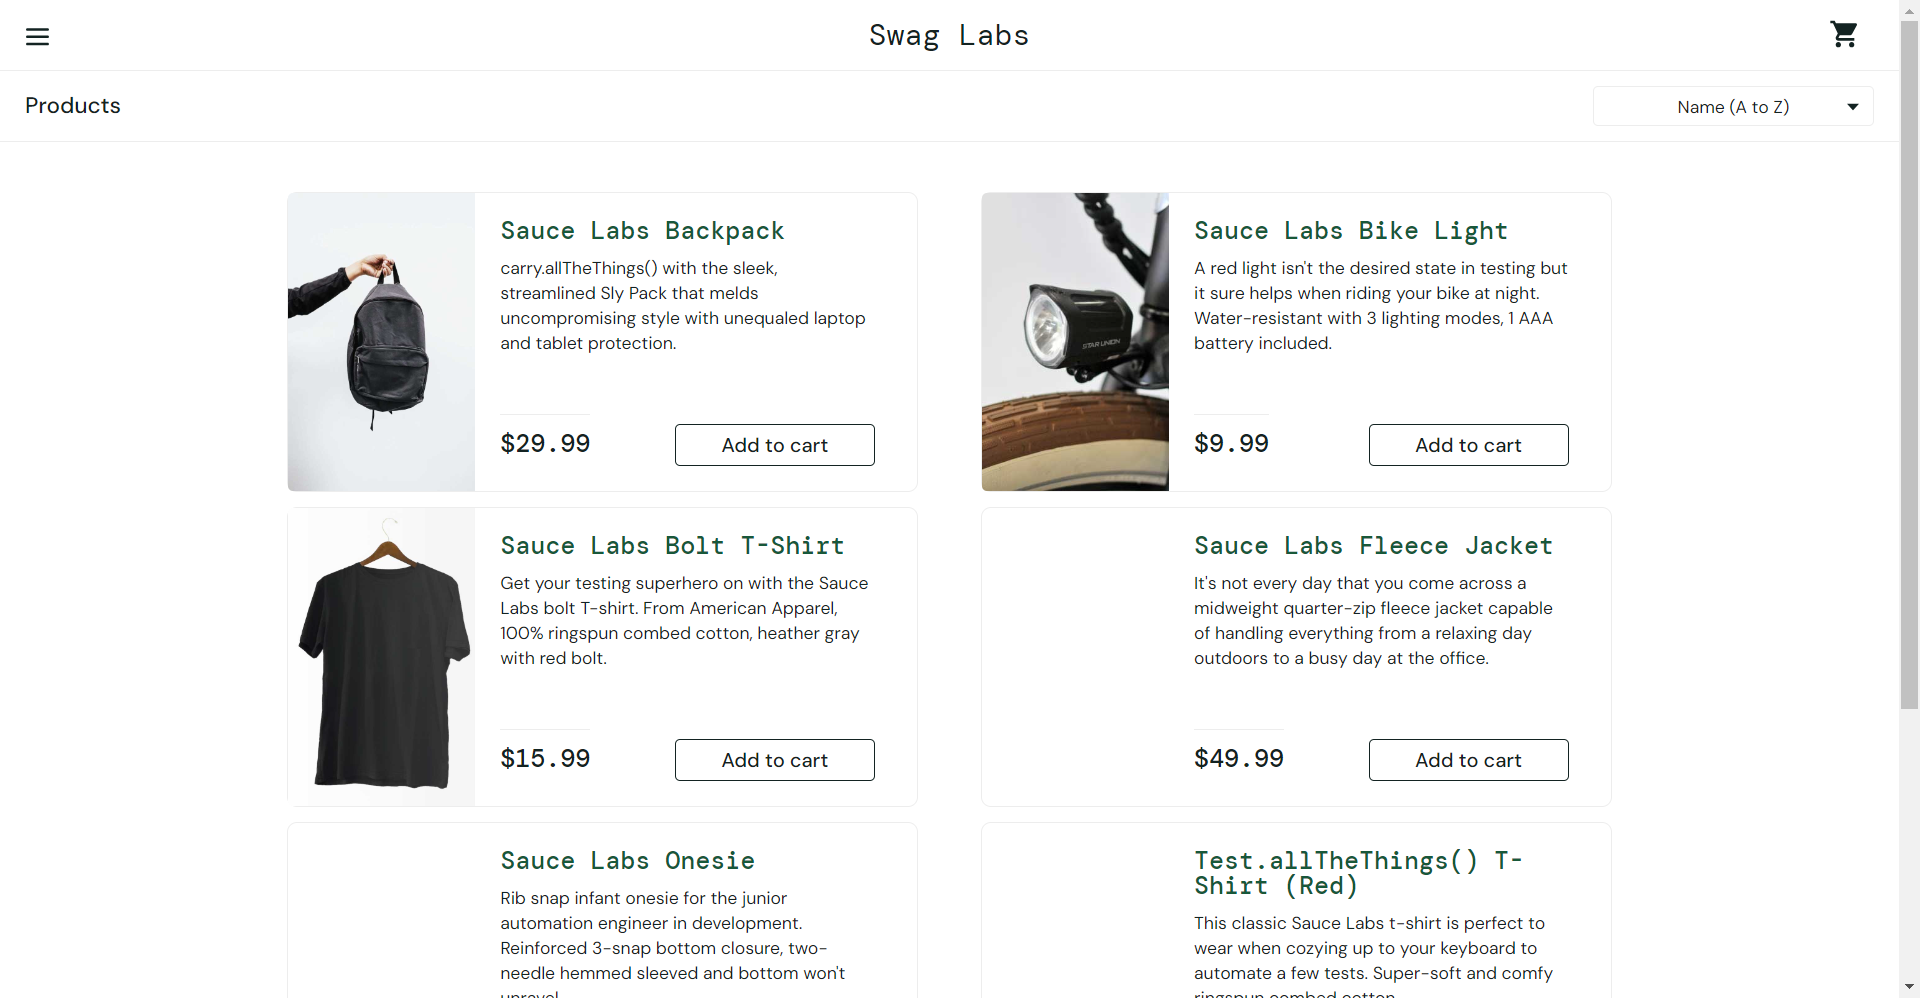 Swag Labs
Products
Name (A to Z)
Sauce Labs Backpack
carry.allTheThings() with the sleek,
streamlined Sly Pack that melds
uncompromising style with unequaled laptop
and tablet protection.
$29.99
Add to cart
Sauce Labs Bike Light
A red light isn't the desired state in testing but
it sure helps when riding your bike at night.
Water-resistant with 3 lighting modes, 1 AAA
battery included.
STAR UNION
$9.99
Add to cart
Sauce Labs Bolt T-Shirt
Get your testing superhero on with the Sauce
Labs bolt T-shirt. From American Apparel,
100% ringspun combed cotton, heather gray
with red bolt.
$15.99
Add to cart
Sauce Labs Fleece Jacket
It's not every day that you come across a
midweight quarter-zip fleece jacket capable
of handling everything from a relaxing day
outdoors to a busy day at the office.
$49.99
Add to cart
Sauce Labs Onesie
Rib snap infant onesie for the junior
automation engineer in development.
Reinforced 3-snap bottom closure, two-
needle hemmed sleeved and bottom won't
unravel.
Test.allTheThings() T-
Shirt (Red)
This classic Sauce Labs t-shirt is perfect to
wear when cozying up to your keyboard to
automate a few tests. Super-soft and comfy
ringspun combed cotton.